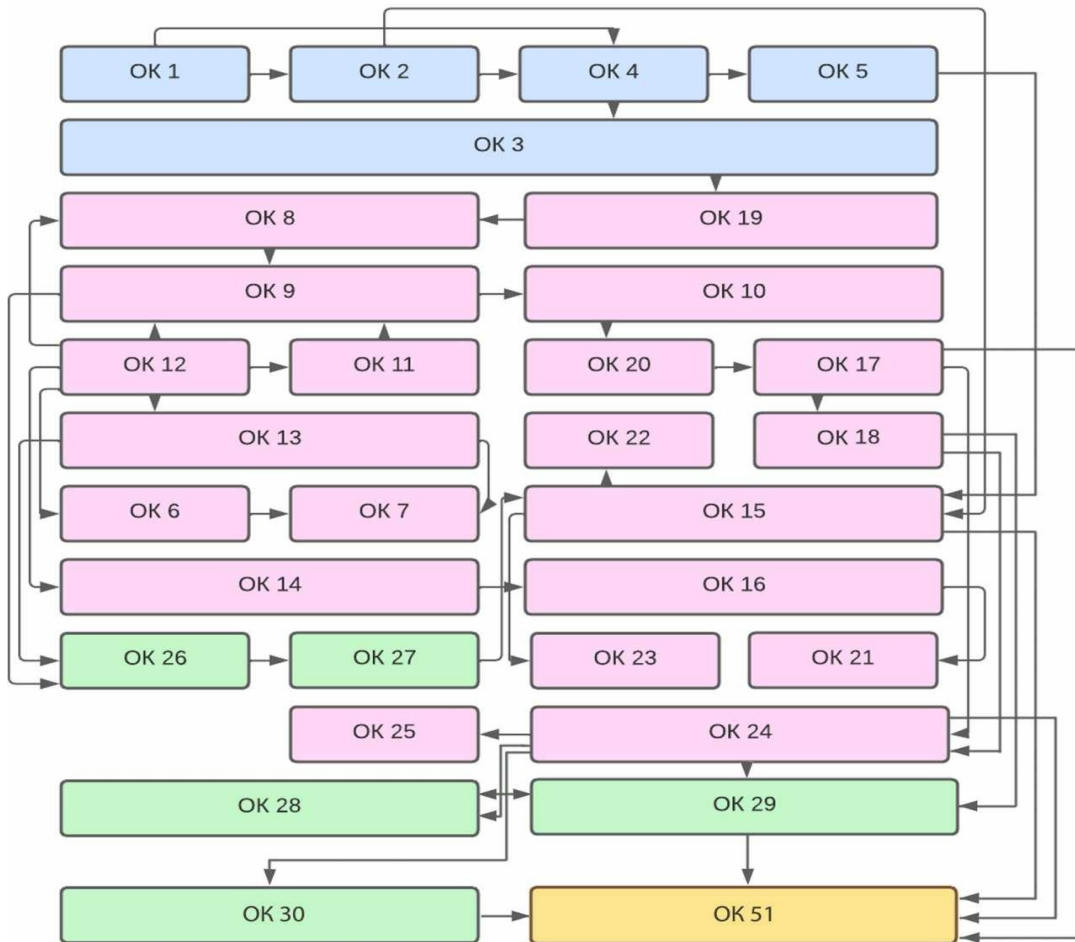 ОК 1
ОК 2
ОК 4
ОК 5
ОК 3
ОК 8
ОК 19
ОК 9
ОК 10
ОК 12
ОК 11
ОК 20
ОК 17
ОК 13
ОК 22
ОК 18
ОК 6
ОК 7
ОК 15
ОК 14
ОК 16
ОК 26
ОК 27
ОК 23
ОК 21
ОК 25
ОК 24
ОК 28
ОК 29
ОК 30
ОК 51